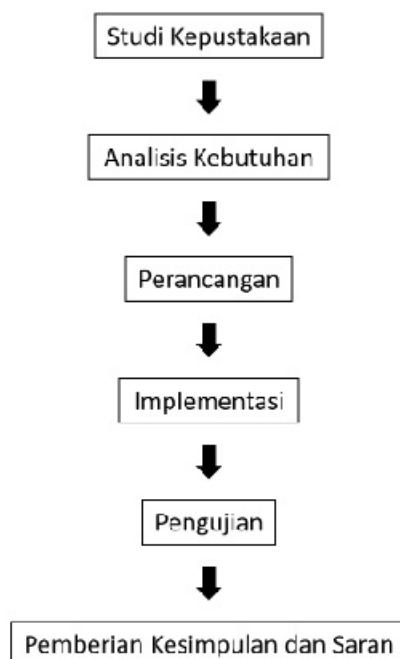 Studi Kepustakaan
Analisis Kebutuhan
Perancangan
Implementasi
Pengujian
Pemberian Kesimpulan dan Saran